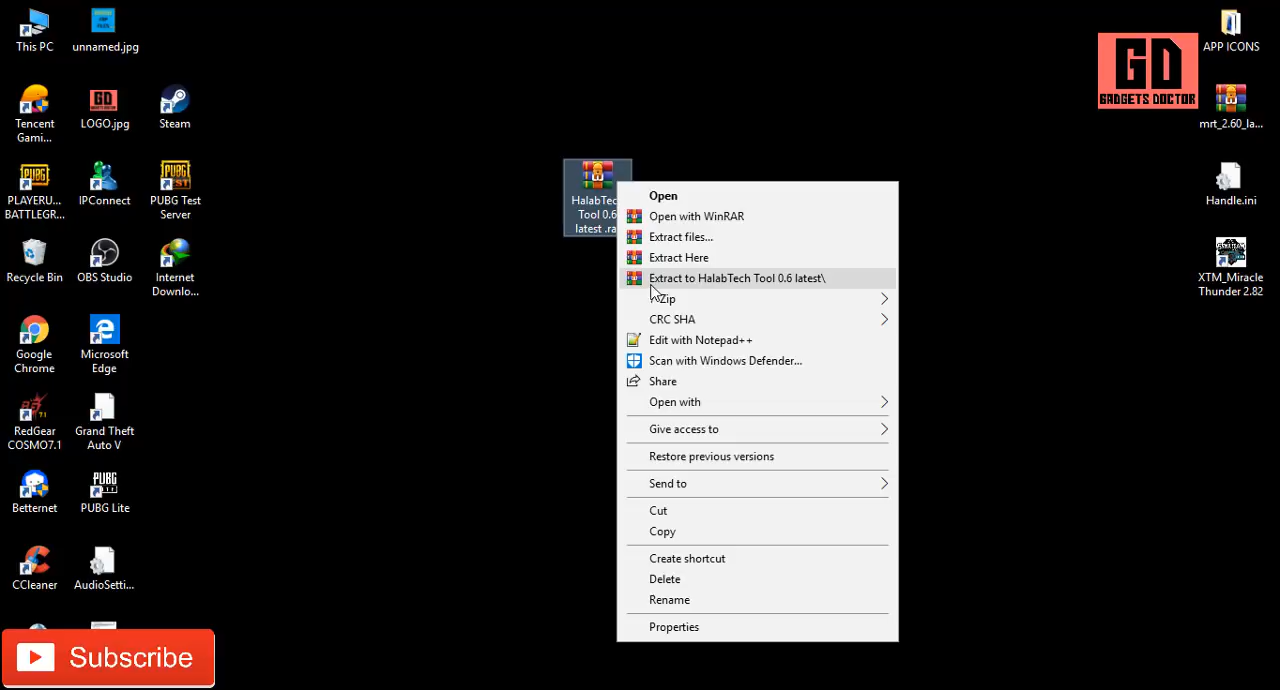 This PC
unnamed.jpg
Tencent
Gami...
LOGO.jpg
Steam
PLAYERU...
BATTLEGR...
IPConnect
PUBG Test
Server
Recycle Bin
OBS Studio
Internet
Downlo...
Google
Chrome
Microsoft
Edge
RedGear
COSMO7.1
Grand Theft
Auto V
Betternet
PUBG Lite
CCleaner
AudioSetti...
Subscribe
HalabTec
Tool 0.6
latest .ra
Open
Open with WinRAR
Extract files...
Extract Here
Extract to HalabTech Tool 0.6 latest\
Zip
CRC SHA
Edit with Notepad++
Scan with Windows Defender...
Share
Open with
Give access to
Restore previous versions
Send to
Cut
Copy
Create shortcut
Delete
Rename
Properties
GD
GADGETS DOCTOR
APP ICONS
mrt_2.60_la...
Handle.ini
XTM_Miracle
Thunder 2.82